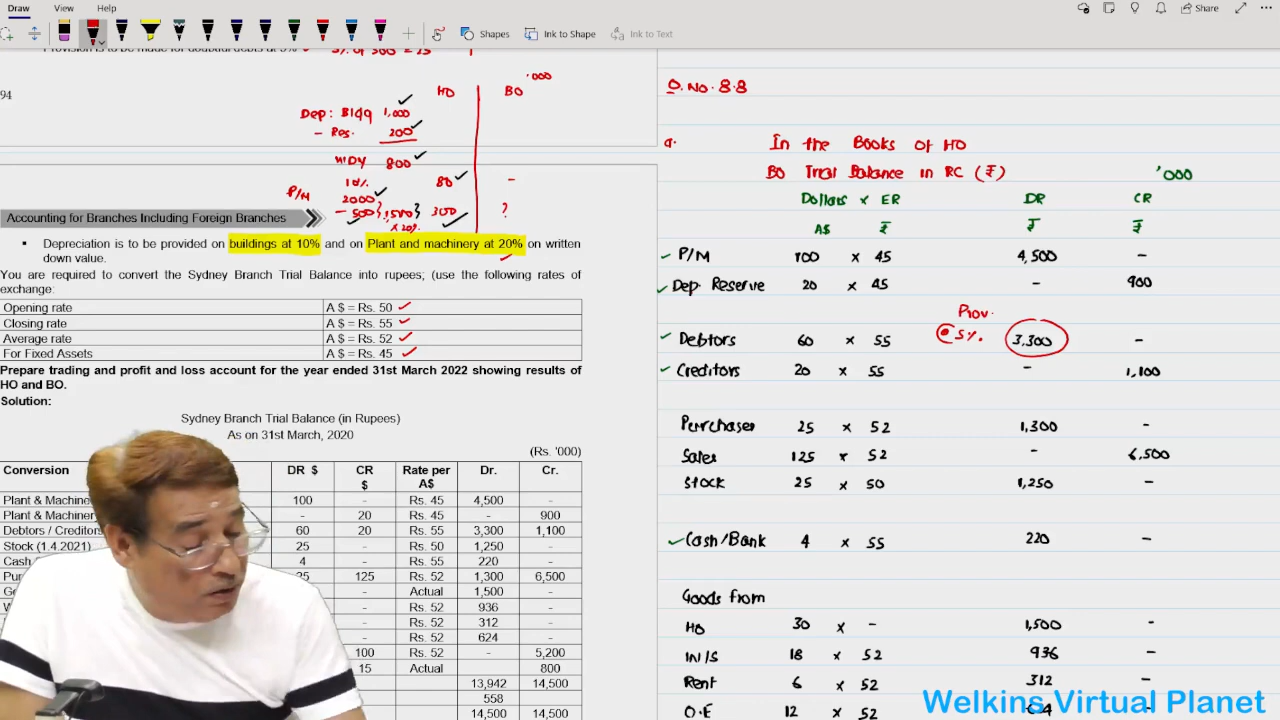 Draw View Help
Share
Shapes Ink to Shape Ink to Text
94
HO BO '000
Dep: Bldg 1,000
- Res. 200
WDV 800
10% 80 -
P/M 2000
- 500 1,500 300 ?
x 20%
Accounting for Branches Including Foreign Branches
Depreciation is to be provided on buildings at 10% and on Plant and machinery at 20% on written
down value.
You are required to convert the Sydney Branch Trial Balance into rupees; (use the following rates of
exchange:
Opening rate A $ = Rs. 50
Closing rate A $ = Rs. 55
Average rate A $ = Rs. 52
For Fixed Assets A $ = Rs. 45
Prepare trading and profit and loss account for the year ended 31st March 2022 showing results of
HO and BO.
Solution:
Sydney Branch Trial Balance (in Rupees)
As on 31st March, 2020
(Rs. '000)
Conversion DR $ CR $ Rate per A$ Dr. Cr.
Plant & Machine 100 - Rs. 45 4,500 -
Plant & Machinery - 20 Rs. 45 - 900
Debtors / Creditors 60 20 Rs. 55 3,300 1,100
Stock (1.4.2021) 25 - Rs. 50 1,250 -
Cash 4 - Rs. 55 220 -
Pur 25 125 Rs. 52 1,300 6,500
- Actual 1,500 -
- Rs. 52 936 -
- Rs. 52 312 -
- Rs. 52 624 -
100 Rs. 52 - 5,200
15 Actual 800
13,942 14,500
558
14,500 14,500
Q. No. 8.8
a. In the Books of HO
BO Trial Balance in RC (₹) '000
Dollars x ER DR CR
A$ ₹ ₹ ₹
P/M 100 x 45 4,500 -
Dep. Reserve 20 x 45 - 900
Prov.
Debtors 60 x 55 @ 5%. 3,300 -
Creditors 20 x 55 - 1,100
Purchases 25 x 52 1,300 -
Sales 125 x 52 - 6,500
Stock 25 x 50 1,250 -
Cash/Bank 4 x 55 220 -
Goods from
HO 30 x - 1,500 -
W/S 18 x 52 936 -
Rent 6 x 52 312 -
O.E 12 x 52
Welkins Virtual Planet